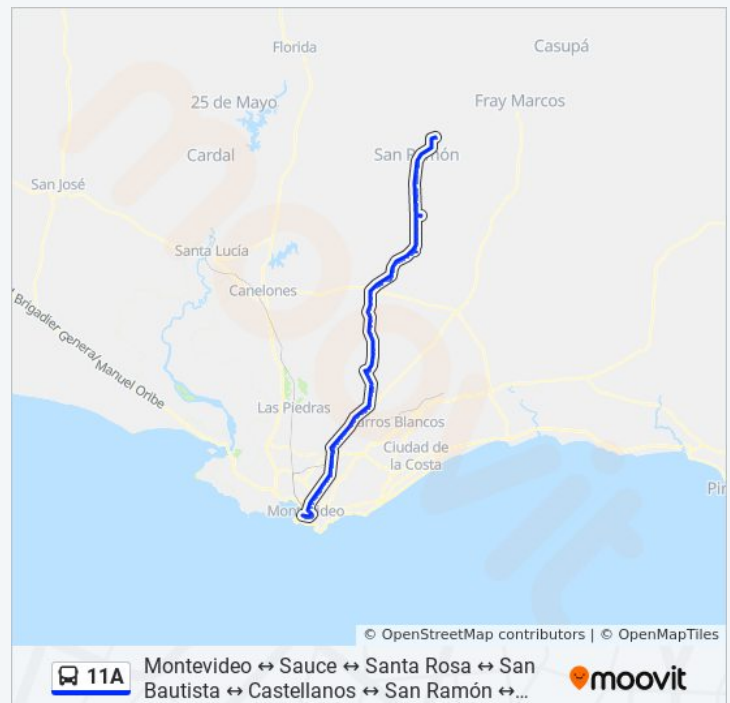 Florida
Casupá
25 de Mayo
Fray Marcos
Cardal
San Ramón
San José
Santa Lucía
Canelones
Brigadier General Manuel Oribe
Las Piedras
Barros Blancos
Ciudad de
la Costa
Montevideo
moovit
© OpenStreetMap contributors | © OpenMapTiles
11A
Montevideo ↔ Sauce ↔ Santa Rosa ↔ San
Bautista ↔ Castellanos ↔ San Ramón ↔…
moovit